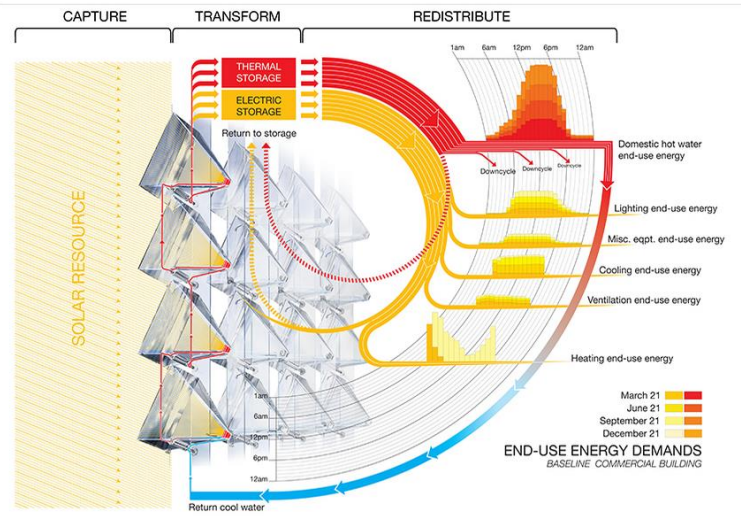 CAPTURE
TRANSFORM
REDISTRIBUTE
SOLAR RESOURCE
THERMAL
STORAGE
ELECTRIC
STORAGE
Return to storage
1am
6am
12pm
6pm
12am
Domestic hot water
end-use energy
Downcycle
Downcycle
Downcycle
Lighting end-use energy
Misc. eqpt. end-use energy
Cooling end-use energy
Ventilation end-use energy
Heating end-use energy
1am
6am
12pm
6pm
12am
Return cool water
March 21
June 21
September 21
December 21
END-USE ENERGY DEMANDS
BASELINE COMMERCIAL BUILDING